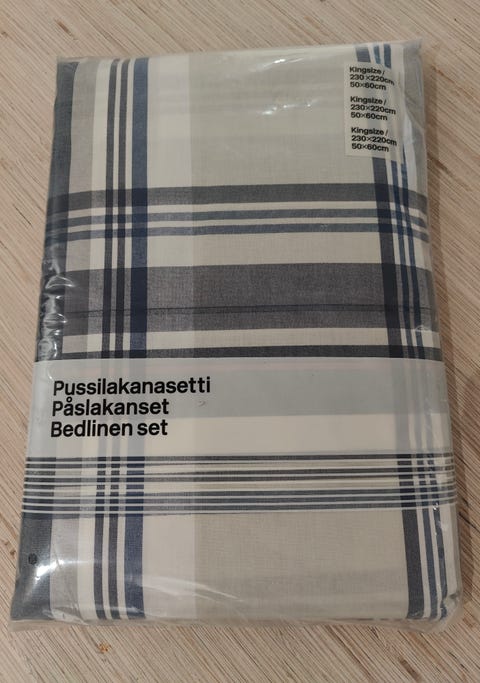 Kingsize /
230×220cm
50×60cm
Kingsize /
230×220cm
50×60cm
Kingsize /
230×220cm
50×60cm
Pussilakanasetti
Påslakanset
Bedlinen set